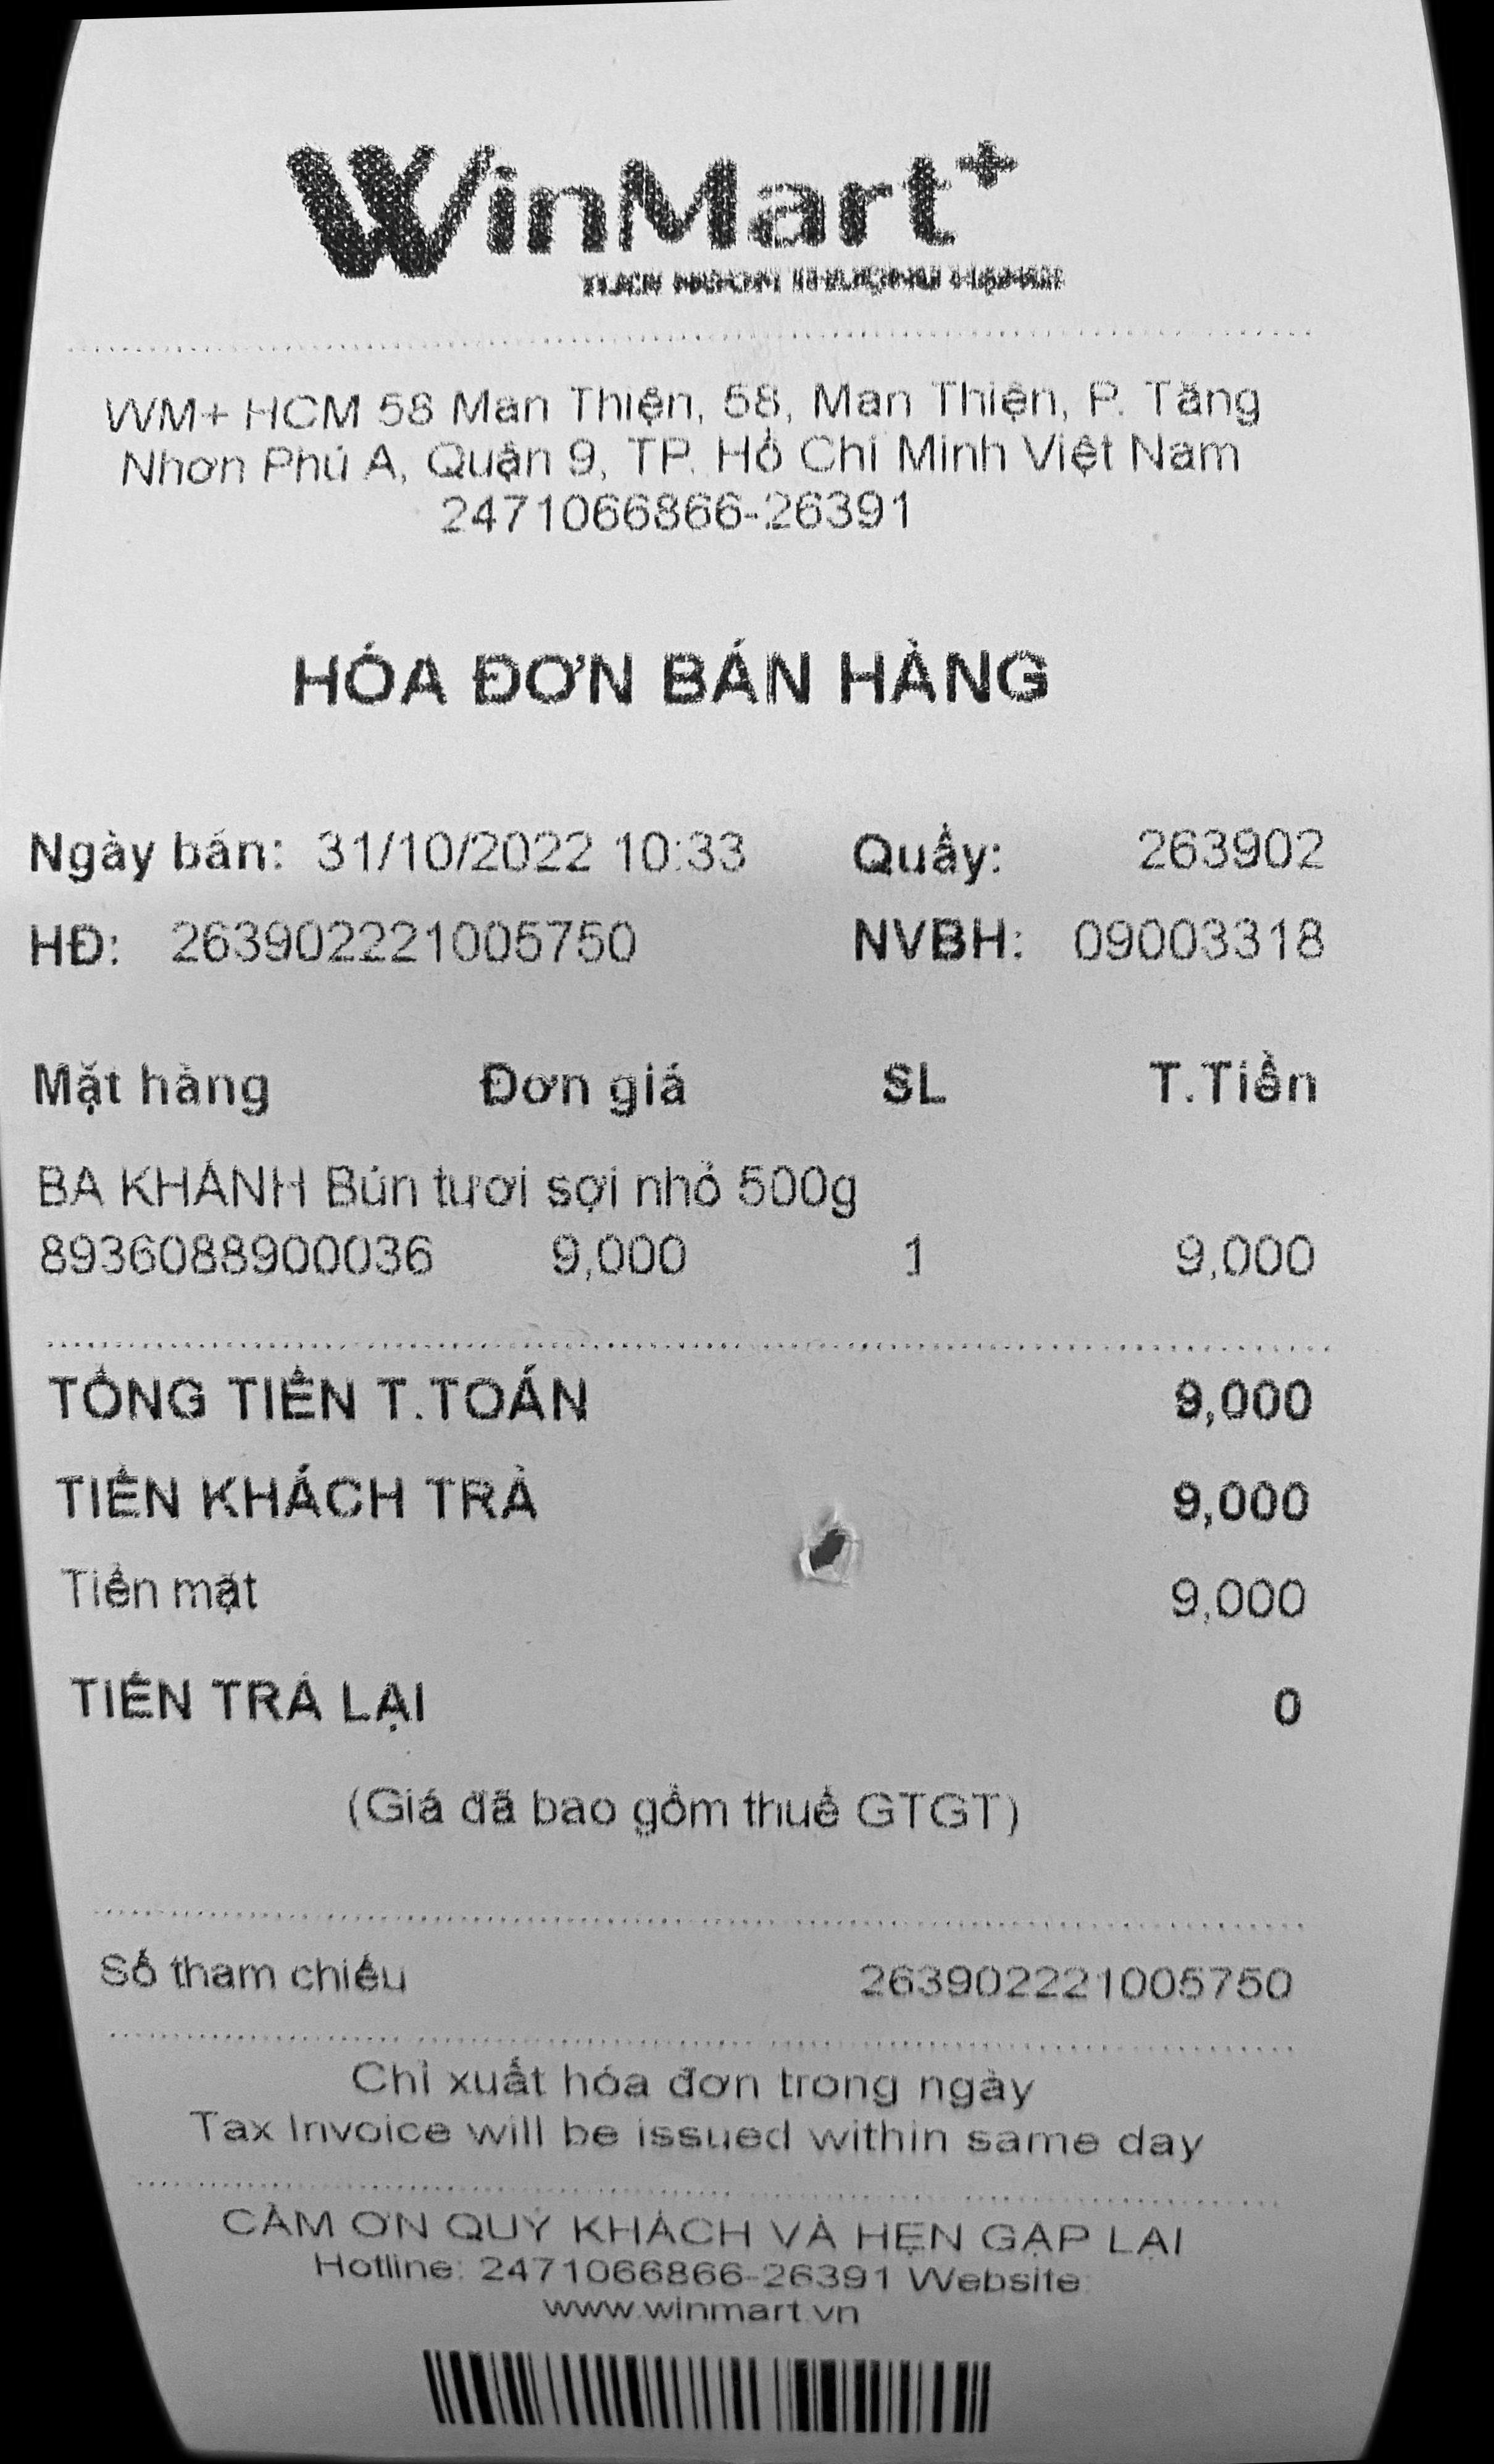 WinMart+
WM+ HCM 58 Man Thiện, 58, Man Thiện, P. Tăng
Nhơn Phú A, Quận 9, TP. Hồ Chí Minh Việt Nam
2471066866-26391
HÓA ĐƠN BÁN HÀNG
Ngày bán: 31/10/2022 10:33 Quầy: 263902
HĐ: 263902221005750 NVBH: 09003318
Mặt hàng Đơn giá SL T.Tiền
BA KHÁNH Bún tươi sợi nhỏ 500g
8936088900036 9,000 1 9,000
TỔNG TIỀN T.TOÁN 9,000
TIỀN KHÁCH TRẢ 9,000
Tiền mặt 9,000
TIỀN TRẢ LẠI 0
(Giá đã bao gồm thuế GTGT)
Số tham chiếu 263902221005750
Chỉ xuất hóa đơn trong ngày
Tax Invoice will be issued within same day
CẢM ƠN QUÝ KHÁCH VÀ HẸN GẶP LẠI
Hotline: 2471066866-26391 Website:
www.winmart.vn